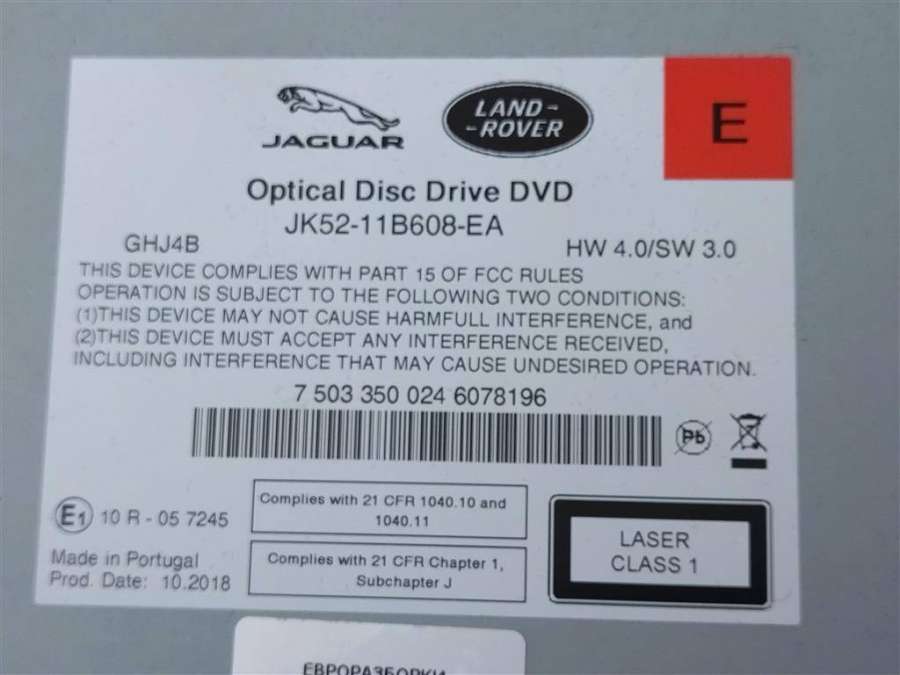 JAGUAR
LAND-
-ROVER
E
Optical Disc Drive DVD
JK52-11B608-EA
GHJ4B
HW 4.0/SW 3.0
THIS DEVICE COMPLIES WITH PART 15 OF FCC RULES
OPERATION IS SUBJECT TO THE FOLLOWING TWO CONDITIONS:
(1)THIS DEVICE MAY NOT CAUSE HARMFULL INTERFERENCE, and
(2)THIS DEVICE MUST ACCEPT ANY INTERFERENCE RECEIVED,
INCLUDING INTERFERENCE THAT MAY CAUSE UNDESIRED OPERATION.
7 503 350 024 6078196
Pb
E1 10 R - 05 7245
Complies with 21 CFR 1040.10 and
1040.11
LASER
CLASS 1
Made in Portugal
Prod. Date: 10.2018
Complies with 21 CFR Chapter 1,
Subchapter J
ЕВРОРАЗБОРКИ